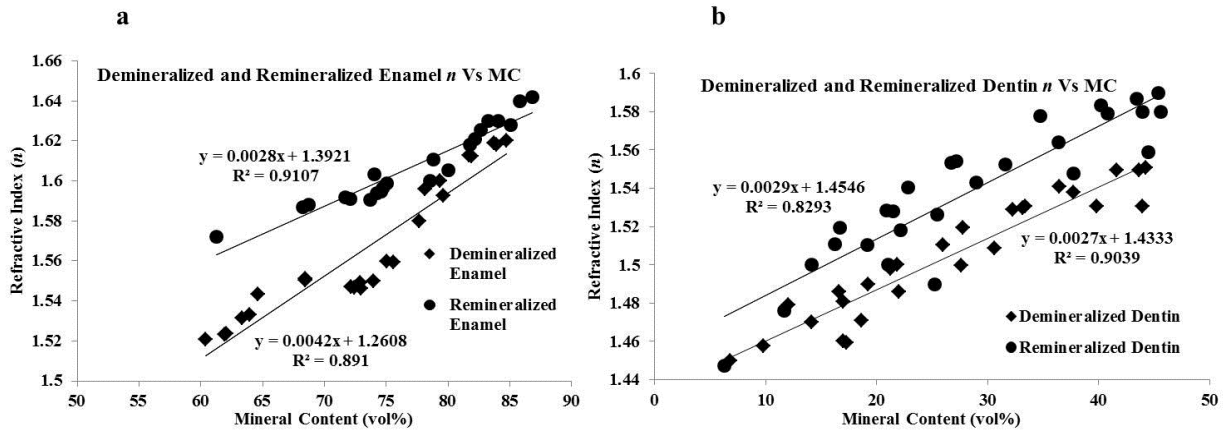 a
Demineralized and Remineralized Enamel n Vs MC
Refractive Index (n)
1.66
1.64
1.62
1.6
1.58
1.56
1.54
1.52
1.5
y = 0.0028x + 1.3921
R² = 0.9107
Demineralized
Enamel
Remineralized
Enamel
y = 0.0042x + 1.2608
R² = 0.891
50 55 60 65 70 75 80 85 90
Mineral Content (vol%)
b
Demineralized and Remineralized Dentin n Vs MC
Refractive Index (n)
1.6
1.58
1.56
1.54
1.52
1.5
1.48
1.46
1.44
y = 0.0029x + 1.4546
R² = 0.8293
y = 0.0027x + 1.4333
R² = 0.9039
Demineralized Dentin
Remineralized Dentin
0 10 20 30 40 50
Mineral Content (vol%)